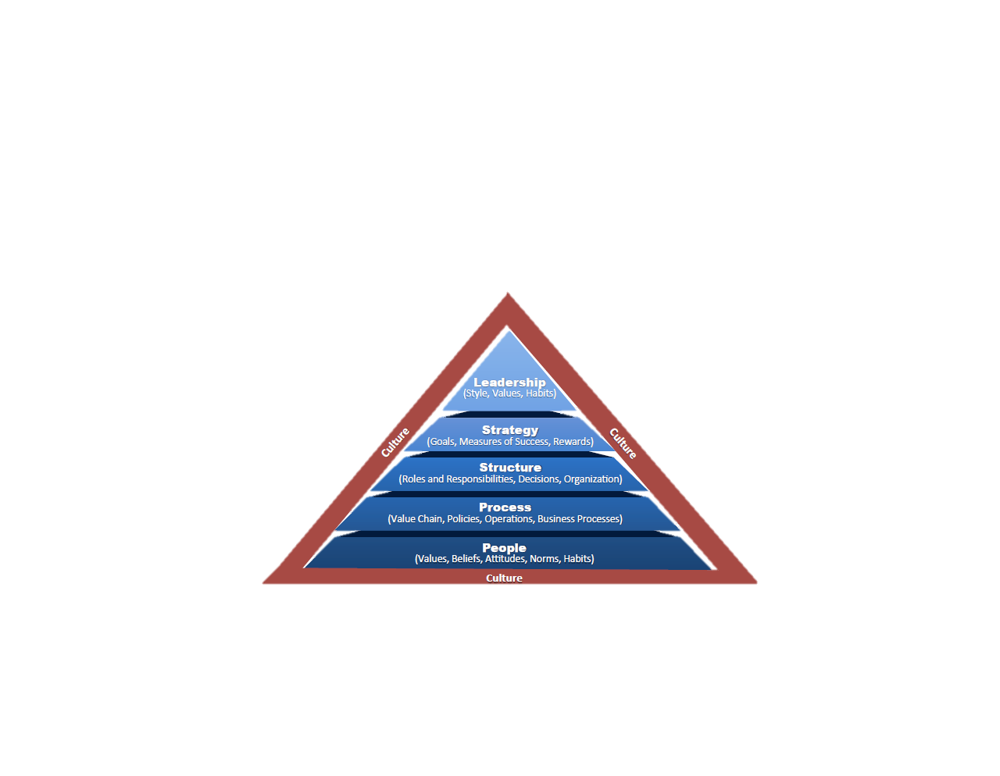 Leadership
(Style, Values, Habits)
Strategy
(Goals, Measures of Success, Rewards)
Culture
Culture
Structure
(Roles and Responsibilities, Decisions, Organization)
Process
(Value Chain, Policies, Operations, Business Processes)
People
(Values, Beliefs, Attitudes, Norms, Habits)
Culture